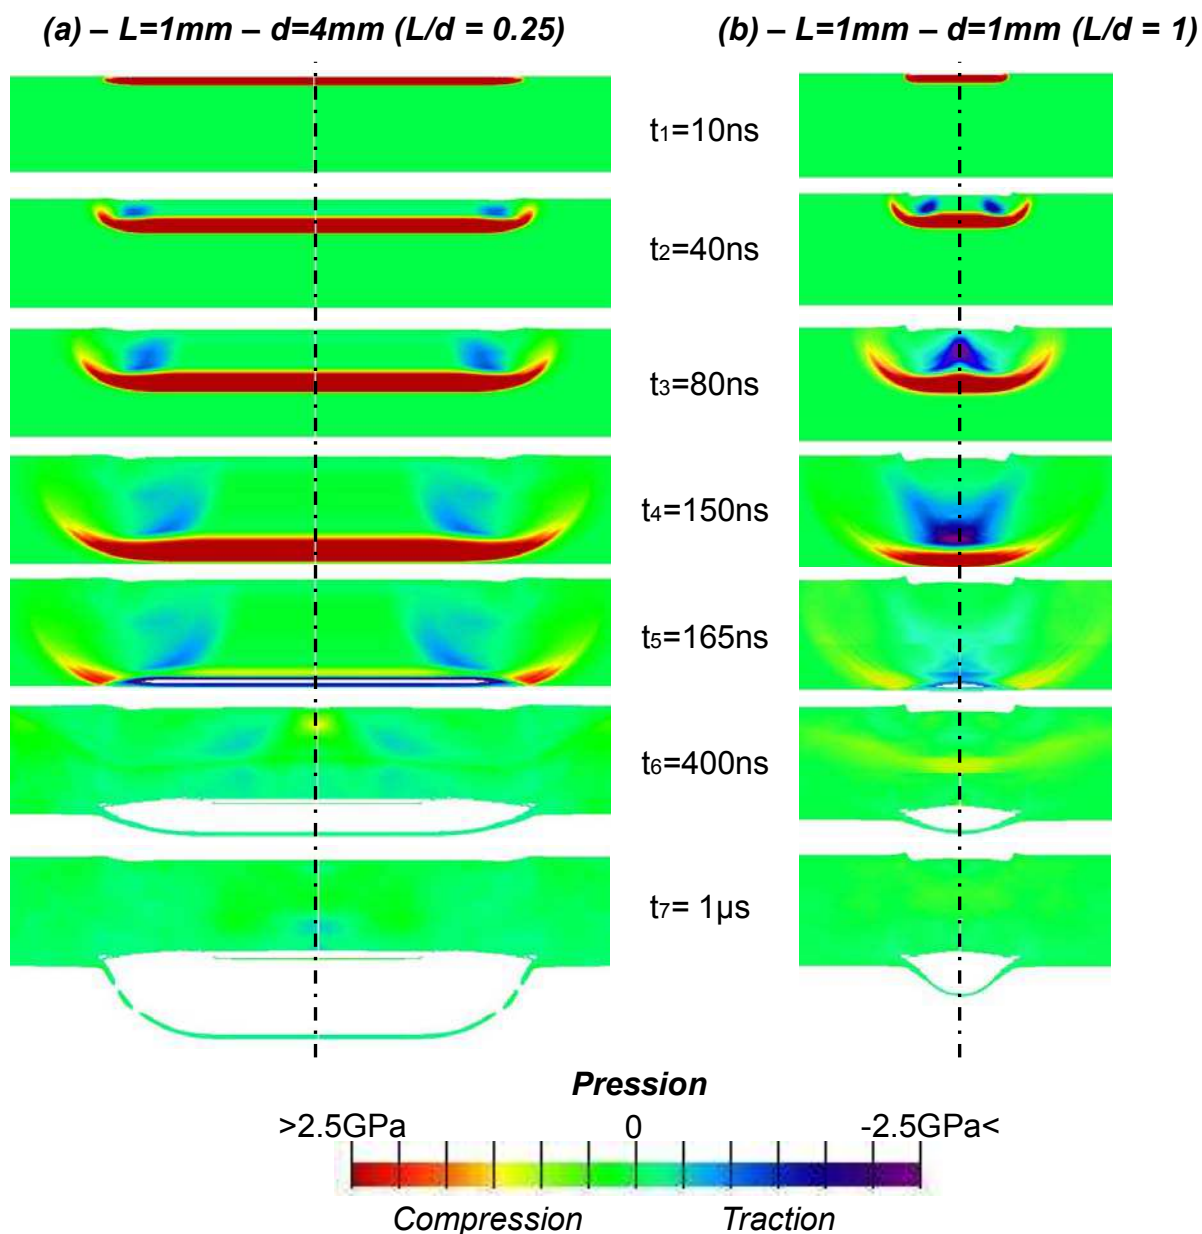 (a) – L=1mm – d=4mm (L/d = 0.25)
(b) – L=1mm – d=1mm (L/d = 1)
t1=10ns
t2=40ns
t3=80ns
t4=150ns
t5=165ns
t6=400ns
t7= 1µs
Pression
>2.5GPa 0 -2.5GPa<
Compression Traction